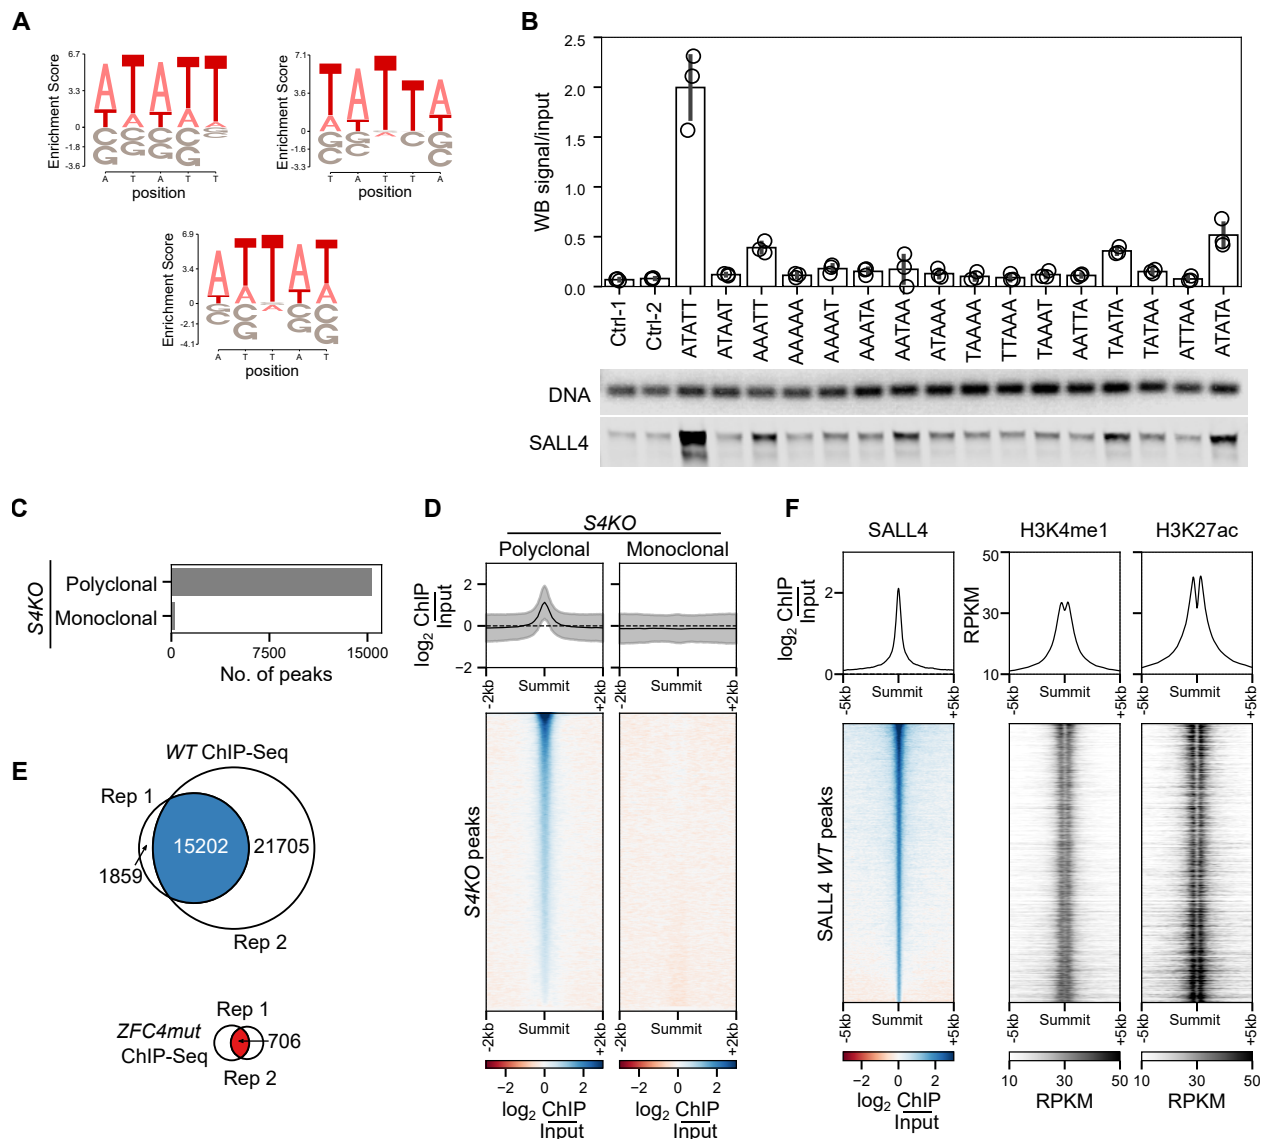 A
Enrichment Score
6.7
3.3
0
-1.8
-3.6
A T A T T
position
Enrichment Score
7.1
3.5
0
-1.6
-3.3
T A T T A
position
Enrichment Score
6.9
3.4
0
-2.1
-4.1
A T T A T
position
B
WB signal/input
2.5
2.0
1.5
1.0
0.5
0.0
Ctrl-1
Ctrl-2
ATATT
ATAAT
AAATT
AAAAA
AAAAT
AAATA
AATAA
ATAAA
TAAAA
TTAAA
TAAAT
AATTA
TAATA
TATAA
ATTAA
ATATA
DNA
SALL4
C
S4KO
Polyclonal
Monoclonal
0 7500 15000
No. of peaks
D
S4KO
Polyclonal Monoclonal
log2 ChIP
Input
2
0
−2
-2kb Summit +2kb
-2kb Summit +2kb
S4KO peaks
-2kb Summit +2kb
-2kb Summit +2kb
−2 0 2
−2 0 2
log2 ChIP
Input
log2 ChIP
Input
E
WT ChIP-Seq
Rep 1
15202
21705
1859
Rep 2
Rep 1
ZFC4mut
ChIP-Seq
706
Rep 2
F
SALL4 H3K4me1 H3K27ac
log2 ChIP
Input
2
0
RPKM
50
30
10
-5kb Summit +5kb
-5kb Summit +5kb
-5kb Summit +5kb
SALL4 WT peaks
-5kb Summit +5kb
-5kb Summit +5kb
-5kb Summit +5kb
−2 0 2
10 30 50
10 30 50
log2 ChIP
Input
RPKM
RPKM